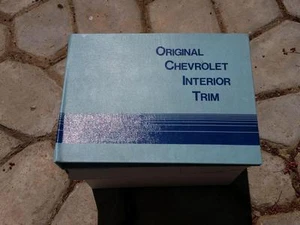 ORIGINAL
CHEVROLET
INTERIOR
TRIM